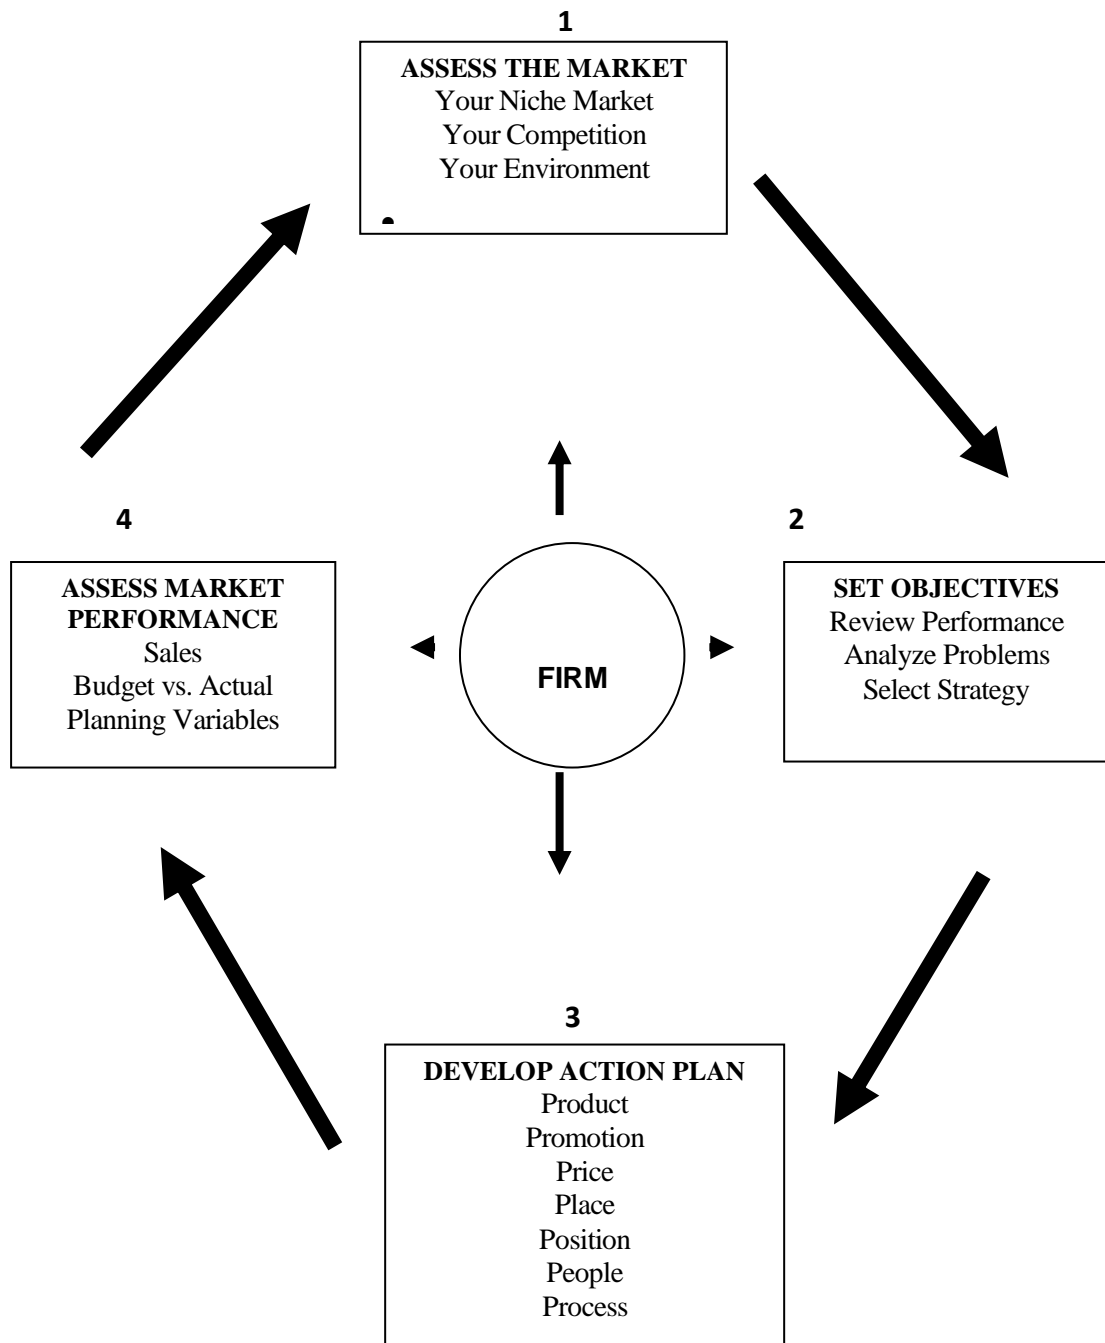 1
ASSESS THE MARKET
Your Niche Market
Your Competition
Your Environment
•
4
ASSESS MARKET
PERFORMANCE
Sales
Budget vs. Actual
Planning Variables
FIRM
2
SET OBJECTIVES
Review Performance
Analyze Problems
Select Strategy
3
DEVELOP ACTION PLAN
Product
Promotion
Price
Place
Position
People
Process